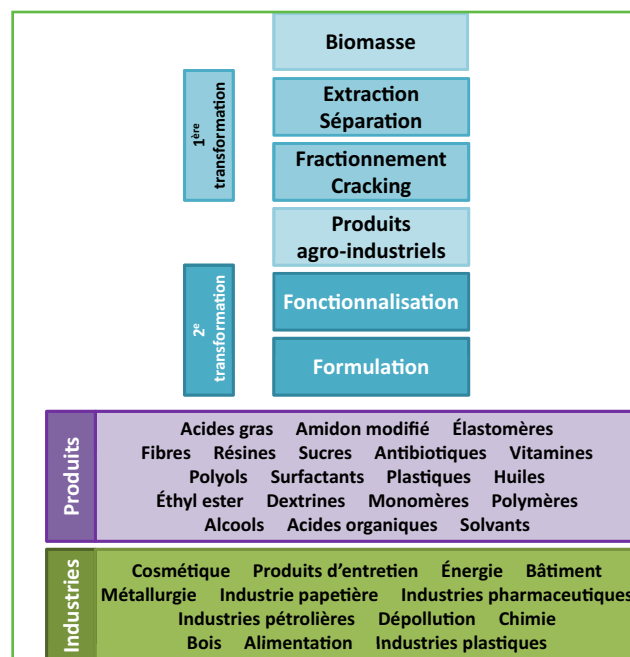 Biomasse
1ère
transformation
Extraction
Séparation
Fractionnement
Cracking
Produits
agro-industriels
2e
transformation
Fonctionnalisation
Formulation
Produits
Acides gras Amidon modifié Élastomères
Fibres Résines Sucres Antibiotiques Vitamines
Polyols Surfactants Plastiques Huiles
Éthyl ester Dextrines Monomères Polymères
Alcools Acides organiques Solvants
Industries
Cosmétique Produits d'entretien Énergie Bâtiment
Métallurgie Industrie papetière Industries pharmaceutiques
Industries pétrolières Dépollution Chimie
Bois Alimentation Industries plastiques